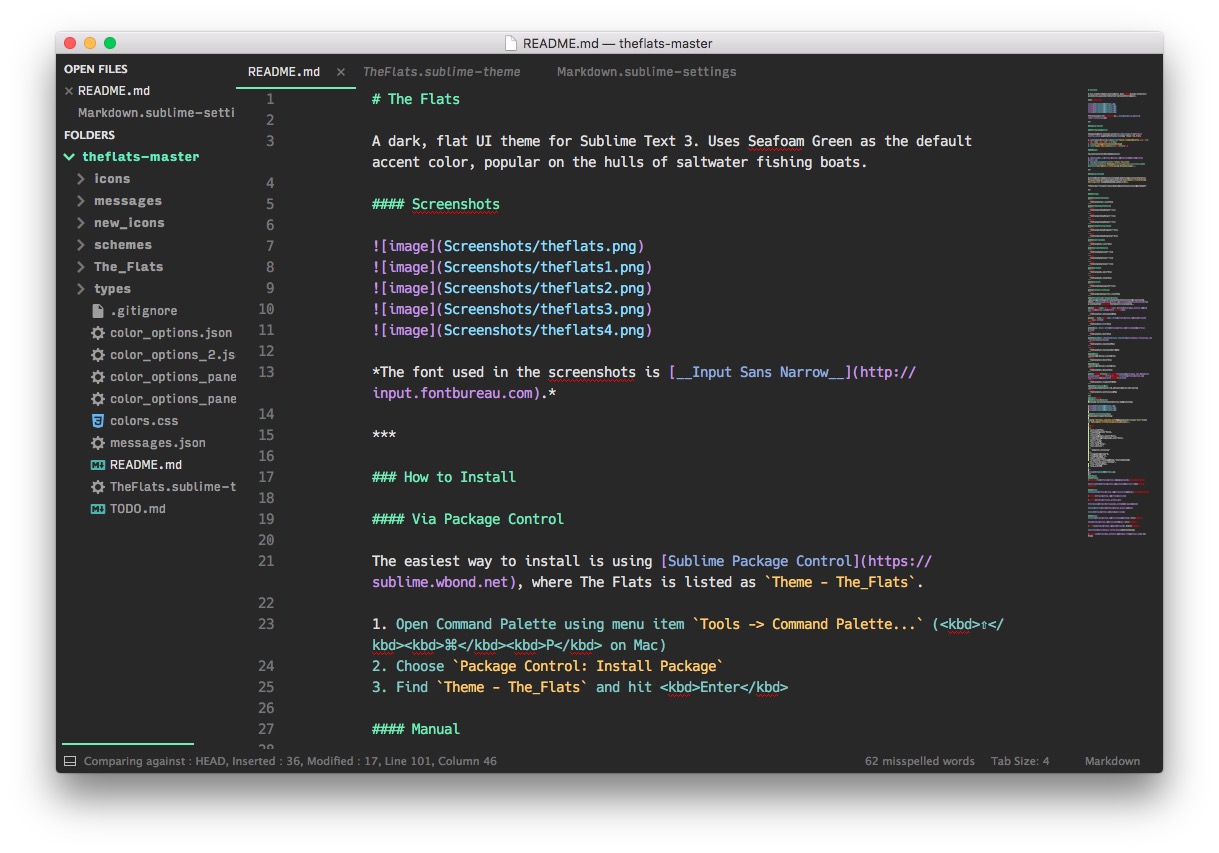 README.md — theflats-master
OPEN FILES
README.md
Markdown.sublime-setti
FOLDERS
theflats-master
icons
messages
new_icons
schemes
The_Flats
types
.gitignore
color_options.json
color_options_2.js
color_options_pane
color_options_pane
colors.css
messages.json
README.md
TheFlats.sublime-t
TODO.md
README.md × TheFlats.sublime-theme Markdown.sublime-settings
1 # The Flats
2
3 A dark, flat UI theme for Sublime Text 3. Uses Seafoam Green as the default
accent color, popular on the hulls of saltwater fishing boats.
4
5 #### Screenshots
6
7 ![image](Screenshots/theflats.png)
8 ![image](Screenshots/theflats1.png)
9 ![image](Screenshots/theflats2.png)
10 ![image](Screenshots/theflats3.png)
11 ![image](Screenshots/theflats4.png)
12
13 *The font used in the screenshots is [__Input Sans Narrow__](http://
input.fontbureau.com).*
14
15 ***
16
17 ### How to Install
18
19 #### Via Package Control
20
21 The easiest way to install is using [Sublime Package Control](https://
sublime.wbond.net), where The Flats is listed as `Theme - The_Flats`.
22
23 1. Open Command Palette using menu item `Tools -> Command Palette...` (<kbd>⇧</
kbd><kbd>⌘</kbd><kbd>P</kbd> on Mac)
24 2. Choose `Package Control: Install Package`
25 3. Find `Theme - The_Flats` and hit <kbd>Enter</kbd>
26
27 #### Manual
28
Comparing against : HEAD, Inserted : 36, Modified : 17, Line 101, Column 46
62 misspelled words Tab Size: 4 Markdown